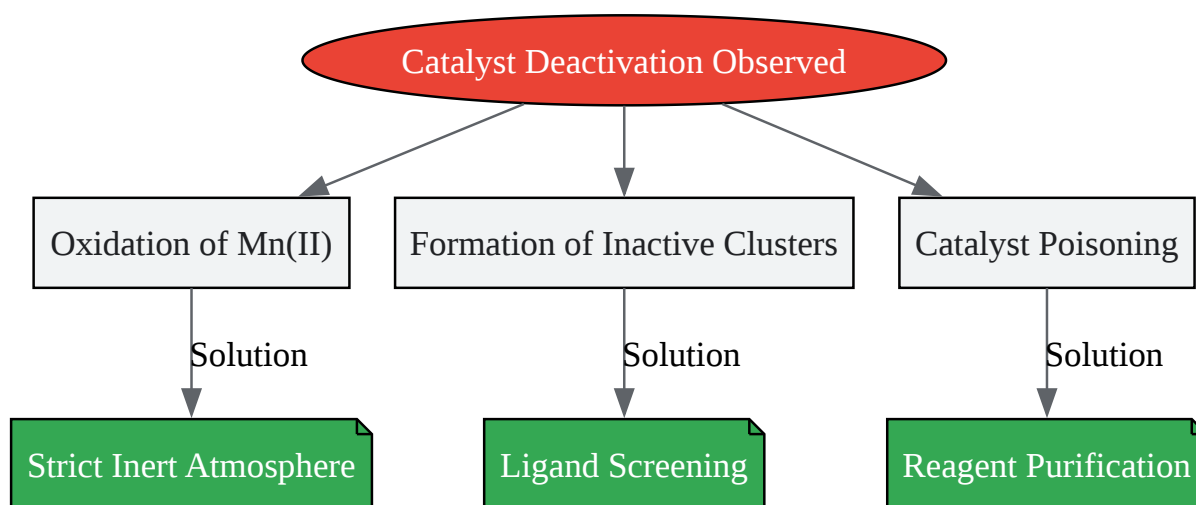 Catalyst Deactivation Observed
Oxidation of Mn(II)
Formation of Inactive Clusters
Catalyst Poisoning
Solution
Solution
Solution
Strict Inert Atmosphere
Ligand Screening
Reagent Purification